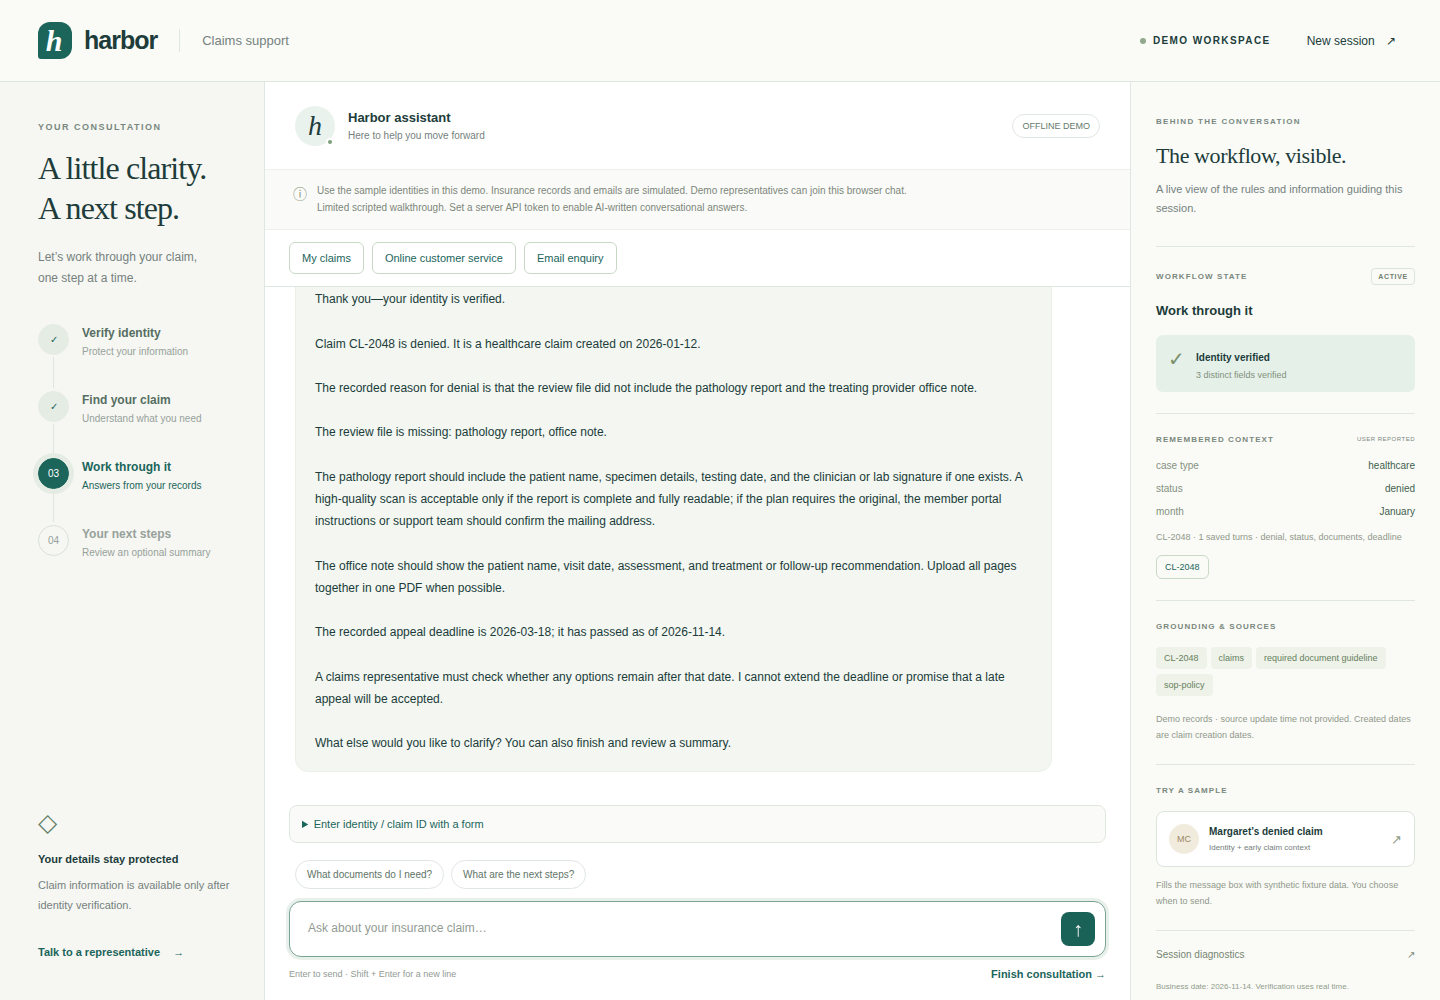 h harbor
Claims support
DEMO WORKSPACE
New session ↗
YOUR CONSULTATION
A little clarity.
A next step.
Let's work through your claim,
one step at a time.
✓ Verify identity
Protect your information
✓ Find your claim
Understand what you need
03 Work through it
Answers from your records
04 Your next steps
Review an optional summary
Your details stay protected
Claim information is available only after
identity verification.
Talk to a representative →
h Harbor assistant
Here to help you move forward
OFFLINE DEMO
Use the sample identities in this demo. Insurance records and emails are simulated. Demo representatives can join this browser chat.
Limited scripted walkthrough. Set a server API token to enable AI-written conversational answers.
My claims
Online customer service
Email enquiry
Thank you—your identity is verified.
Claim CL-2048 is denied. It is a healthcare claim created on 2026-01-12.
The recorded reason for denial is that the review file did not include the pathology report and the treating provider office note.
The review file is missing: pathology report, office note.
The pathology report should include the patient name, specimen details, testing date, and the clinician or lab signature if one exists. A
high-quality scan is acceptable only if the report is complete and fully readable; if the plan requires the original, the member portal
instructions or support team should confirm the mailing address.
The office note should show the patient name, visit date, assessment, and treatment or follow-up recommendation. Upload all pages
together in one PDF when possible.
The recorded appeal deadline is 2026-03-18; it has passed as of 2026-11-14.
A claims representative must check whether any options remain after that date. I cannot extend the deadline or promise that a late
appeal will be accepted.
What else would you like to clarify? You can also finish and review a summary.
▶ Enter identity / claim ID with a form
What documents do I need?
What are the next steps?
Ask about your insurance claim…
↑
Enter to send · Shift + Enter for a new line
Finish consultation →
BEHIND THE CONVERSATION
The workflow, visible.
A live view of the rules and information guiding this
session.
WORKFLOW STATE
ACTIVE
Work through it
✓ Identity verified
3 distinct fields verified
REMEMBERED CONTEXT
USER REPORTED
case type healthcare
status denied
month January
CL-2048 · 1 saved turns · denial, status, documents, deadline
CL-2048
GROUNDING & SOURCES
CL-2048
claims
required document guideline
sop-policy
Demo records · source update time not provided. Created dates
are claim creation dates.
TRY A SAMPLE
MC Margaret's denied claim ↗
Identity + early claim context
Fills the message box with synthetic fixture data. You choose
when to send.
Session diagnostics ↗
Business date: 2026-11-14. Verification uses real time.